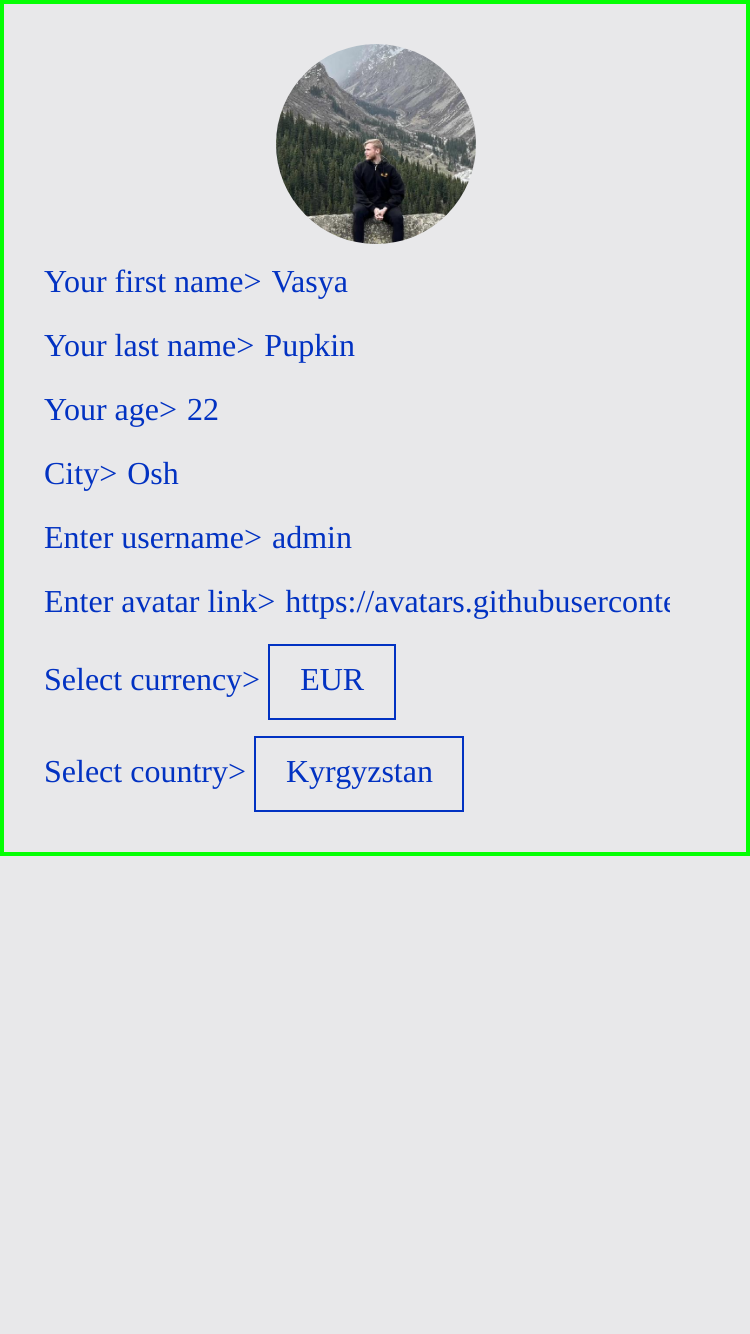 Your first name> Vasya
Your last name> Pupkin
Your age> 22
City> Osh
Enter username> admin
Enter avatar link> https://avatars.githubuserconte
Select currency> EUR
Select country> Kyrgyzstan